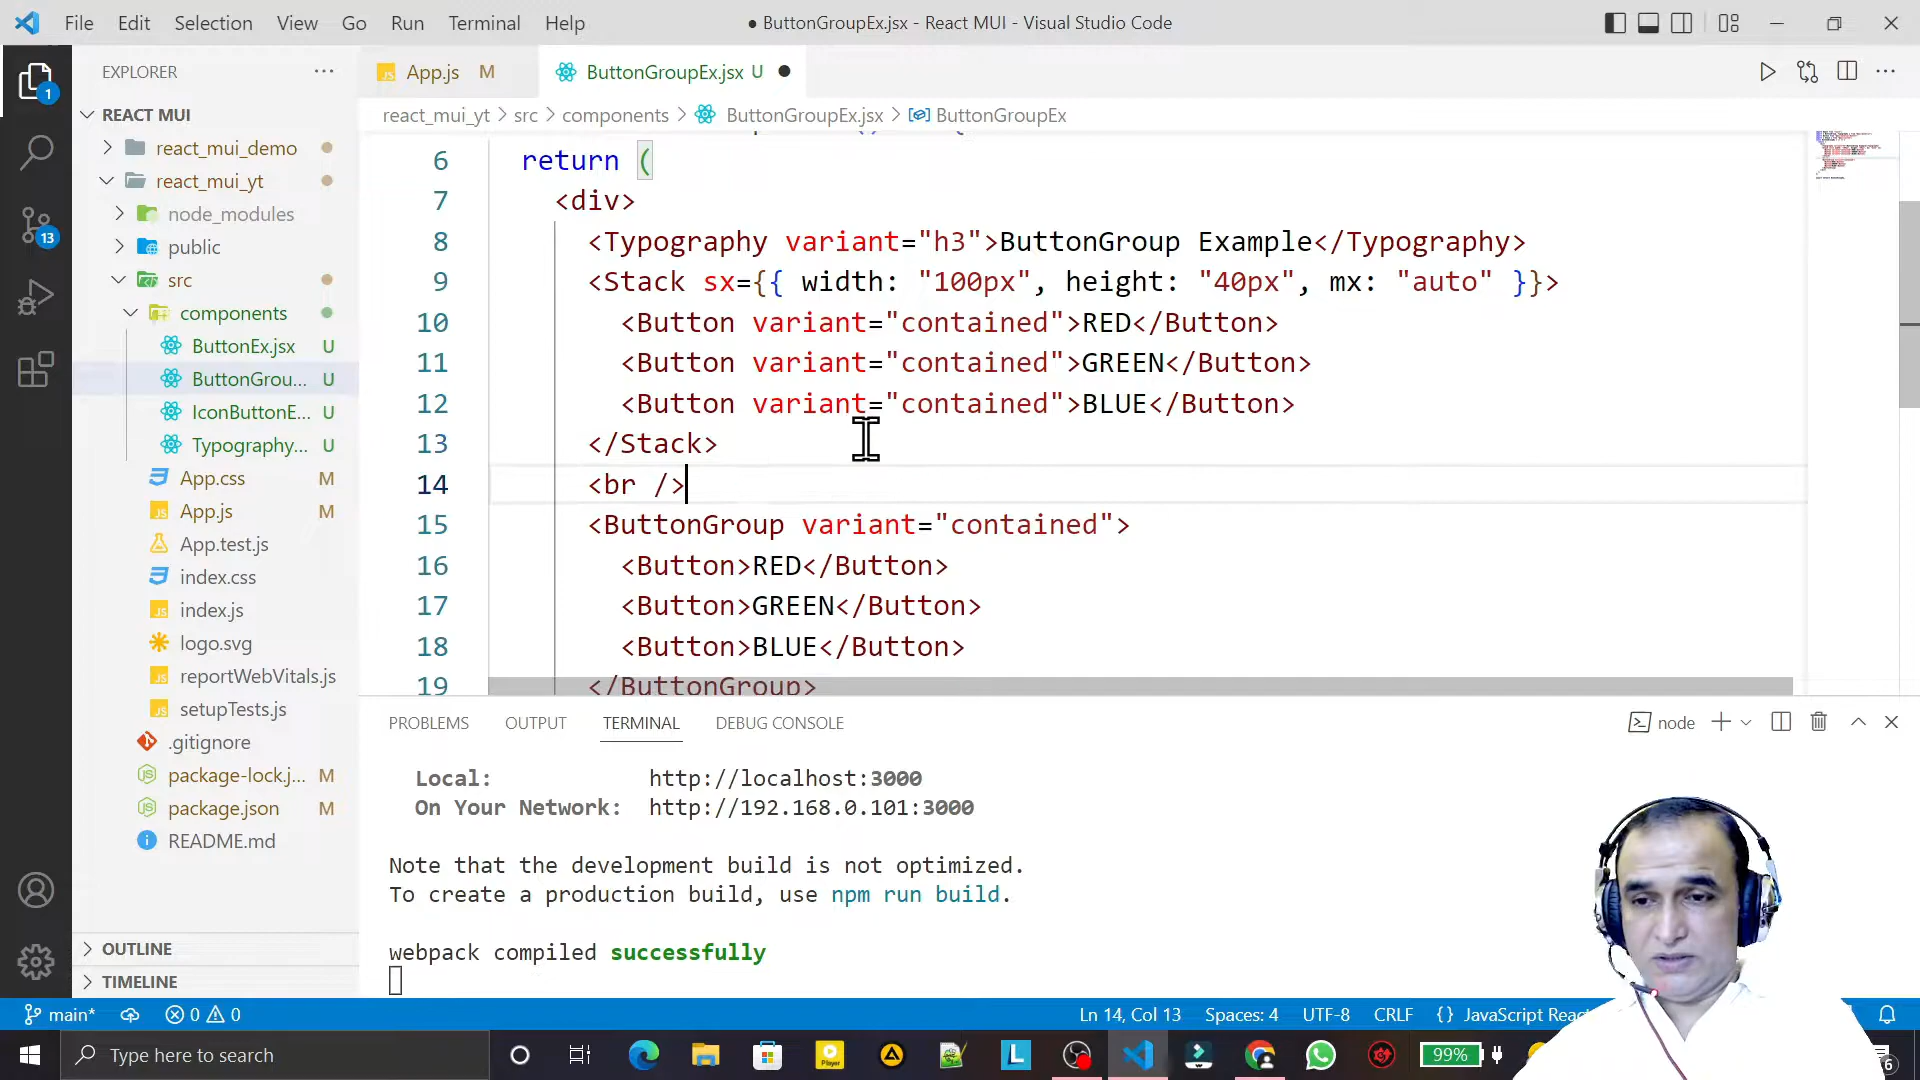 File Edit Selection View Go Run Terminal Help
● ButtonGroupEx.jsx - React MUI - Visual Studio Code
EXPLORER
App.js M
ButtonGroupEx.jsx U
react_mui_yt > src > components > ButtonGroupEx.jsx > ButtonGroupEx
REACT MUI
react_mui_demo
react_mui_yt
node_modules
public
src
components
ButtonEx.jsx U
ButtonGrou... U
IconButtonE... U
Typography... U
App.css M
App.js M
App.test.js
index.css
index.js
logo.svg
reportWebVitals.js
setupTests.js
.gitignore
package-lock.j... M
package.json M
README.md
OUTLINE
TIMELINE
1
13
6 return (
7 <div>
8 <Typography variant="h3">ButtonGroup Example</Typography>
9 <Stack sx={{ width: "100px", height: "40px", mx: "auto" }}>
10 <Button variant="contained">RED</Button>
11 <Button variant="contained">GREEN</Button>
12 <Button variant="contained">BLUE</Button>
13 </Stack>
14 <br />
15 <ButtonGroup variant="contained">
16 <Button>RED</Button>
17 <Button>GREEN</Button>
18 <Button>BLUE</Button>
19 </ButtonGroup>
PROBLEMS OUTPUT TERMINAL DEBUG CONSOLE
node
Local: http://localhost:3000
On Your Network: http://192.168.0.101:3000
Note that the development build is not optimized.
To create a production build, use npm run build.
webpack compiled successfully
main* 0 0
Ln 14, Col 13 Spaces: 4 UTF-8 CRLF {} JavaScript Reac
Type here to search
Player
L
99%
6